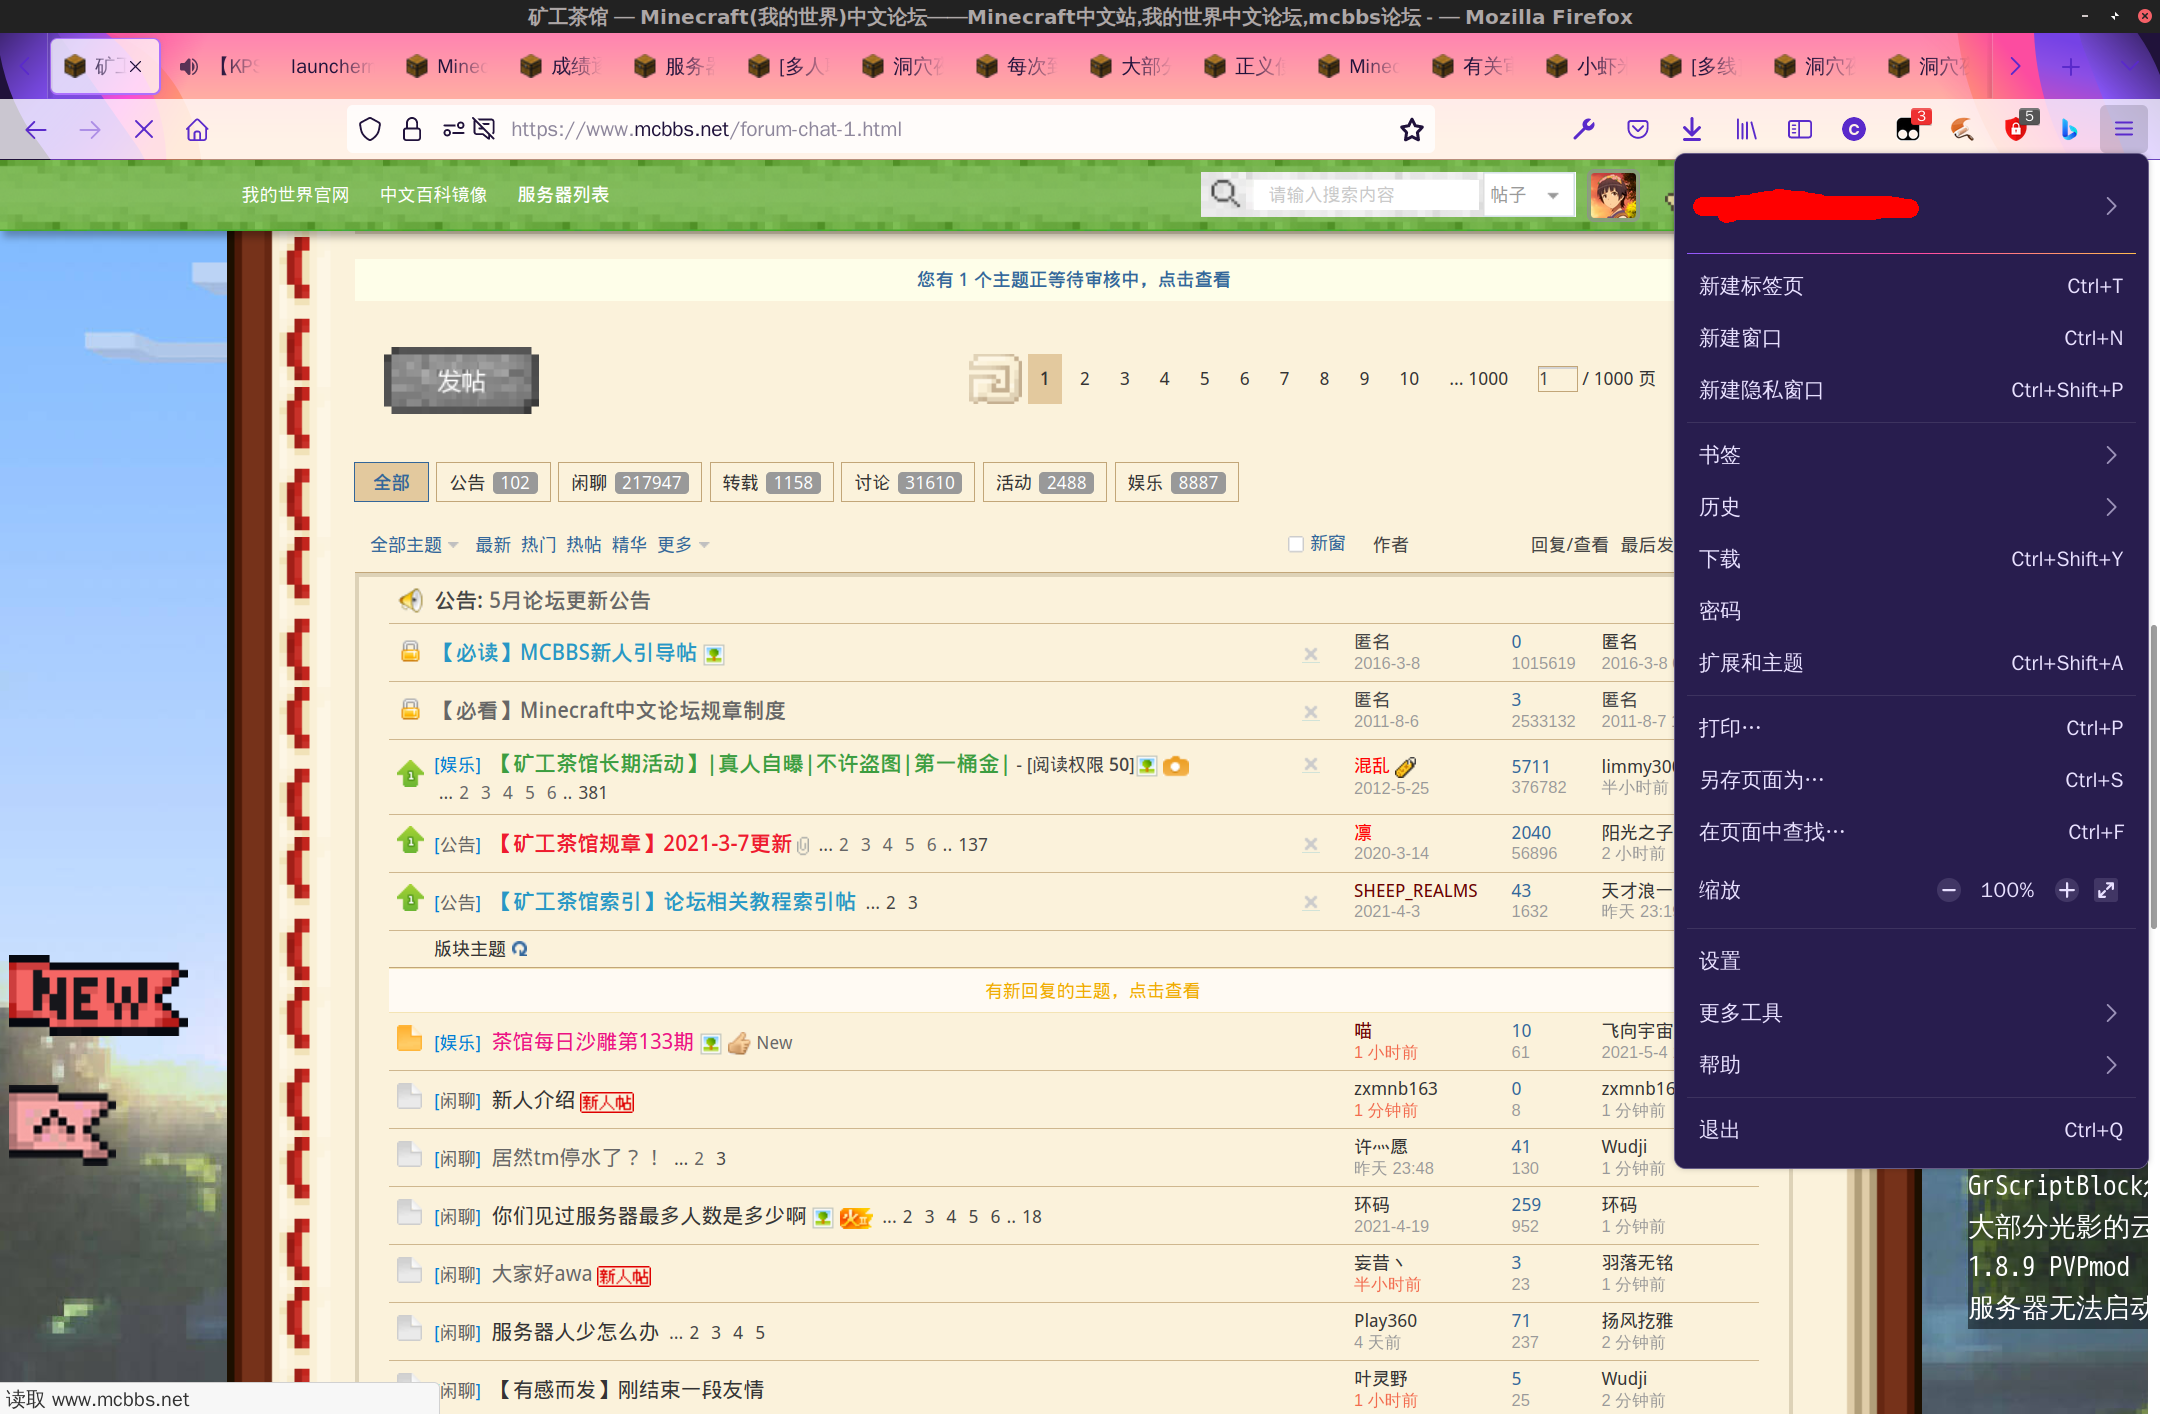 矿工茶馆 — Minecraft(我的世界)中文论坛——Minecraft中文站,我的世界中文论坛,mcbbs论坛 - — Mozilla Firefox
矿工 【KPS launcher Minec 成绩 服务器 [多人 洞穴 每次 大部分 正义 Minec 有关 小虾米 [多线 洞穴 洞穴
https://www.mcbbs.net/forum-chat-1.html
3
5
我的世界官网 中文百科镜像 服务器列表
请输入搜索内容 帖子
您有 1 个主题正等待审核中，点击查看
发帖
1 2 3 4 5 6 7 8 9 10 ... 1000 1 / 1000 页
全部 公告 102 闲聊 217947 转载 1158 讨论 31610 活动 2488 娱乐 8887
全部主题 最新 热门 热帖 精华 更多 新窗 作者 回复/查看 最后发
公告: 5月论坛更新公告
【必读】MCBBS新人引导帖 匿名 0 匿名
2016-3-8 1015619 2016-3-8
【必看】Minecraft中文论坛规章制度 匿名 3 匿名
2011-8-6 2533132 2011-8-7
[娱乐] 【矿工茶馆长期活动】|真人自曝|不许盗图|第一桶金| - [阅读权限 50] 混乱 5711 limmy300
... 2 3 4 5 6 .. 381 2012-5-25 376782 半小时前
[公告] 【矿工茶馆规章】2021-3-7更新 ... 2 3 4 5 6 .. 137 凛 2040 阳光之子
2020-3-14 56896 2 小时前
[公告] 【矿工茶馆索引】论坛相关教程索引帖 ... 2 3 SHEEP_REALMS 43 天才浪一
2021-4-3 1632 昨天 23:19
版块主题
有新回复的主题，点击查看
[娱乐] 茶馆每日沙雕第133期 New 喵 10 飞向宇宙
1 小时前 61 2021-5-4
[闲聊] 新人介绍 新人帖 zxmnb163 0 zxmnb16
1 分钟前 8 1 分钟前
[闲聊] 居然tm停水了？！ ... 2 3 许灬愿 41 Wudji
昨天 23:48 130 1 分钟前
[闲聊] 你们见过服务器最多人数是多少啊 火 ... 2 3 4 5 6 .. 18 环码 259 环码
2021-4-19 952 1 分钟前
[闲聊] 大家好awa 新人帖 妄昔丶 3 羽落无铭
半小时前 23 1 分钟前
[闲聊] 服务器人少怎么办 ... 2 3 4 5 Play360 71 扬风扢雅
4 天前 237 2 分钟前
闲聊] 【有感而发】刚结束一段友情 叶灵野 5 Wudji
1 小时前 25 2 分钟前
NEW
读取 www.mcbbs.net
新建标签页 Ctrl+T
新建窗口 Ctrl+N
新建隐私窗口 Ctrl+Shift+P
书签
历史
下载 Ctrl+Shift+Y
密码
扩展和主题 Ctrl+Shift+A
打印… Ctrl+P
另存页面为… Ctrl+S
在页面中查找… Ctrl+F
缩放 100%
设置
更多工具
帮助
退出 Ctrl+Q
GrScriptBlock
大部分光影的云
1.8.9 PVPmod
服务器无法启动